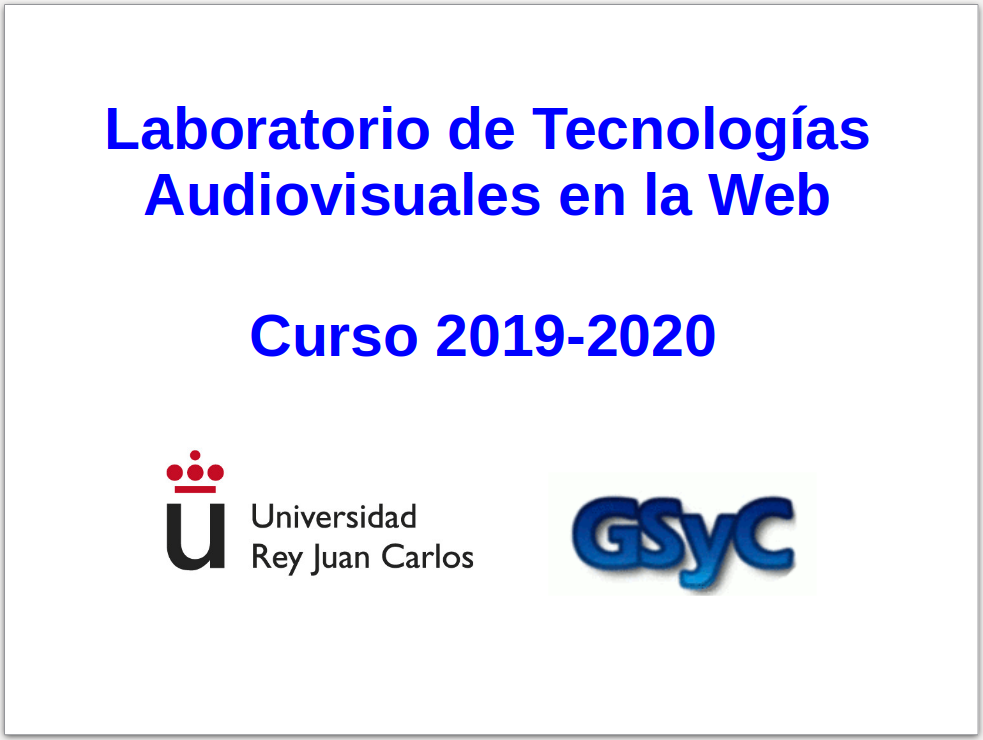 Laboratorio de Tecnologías
Audiovisuales en la Web
Curso 2019-2020
Universidad
Rey Juan Carlos
GSyC